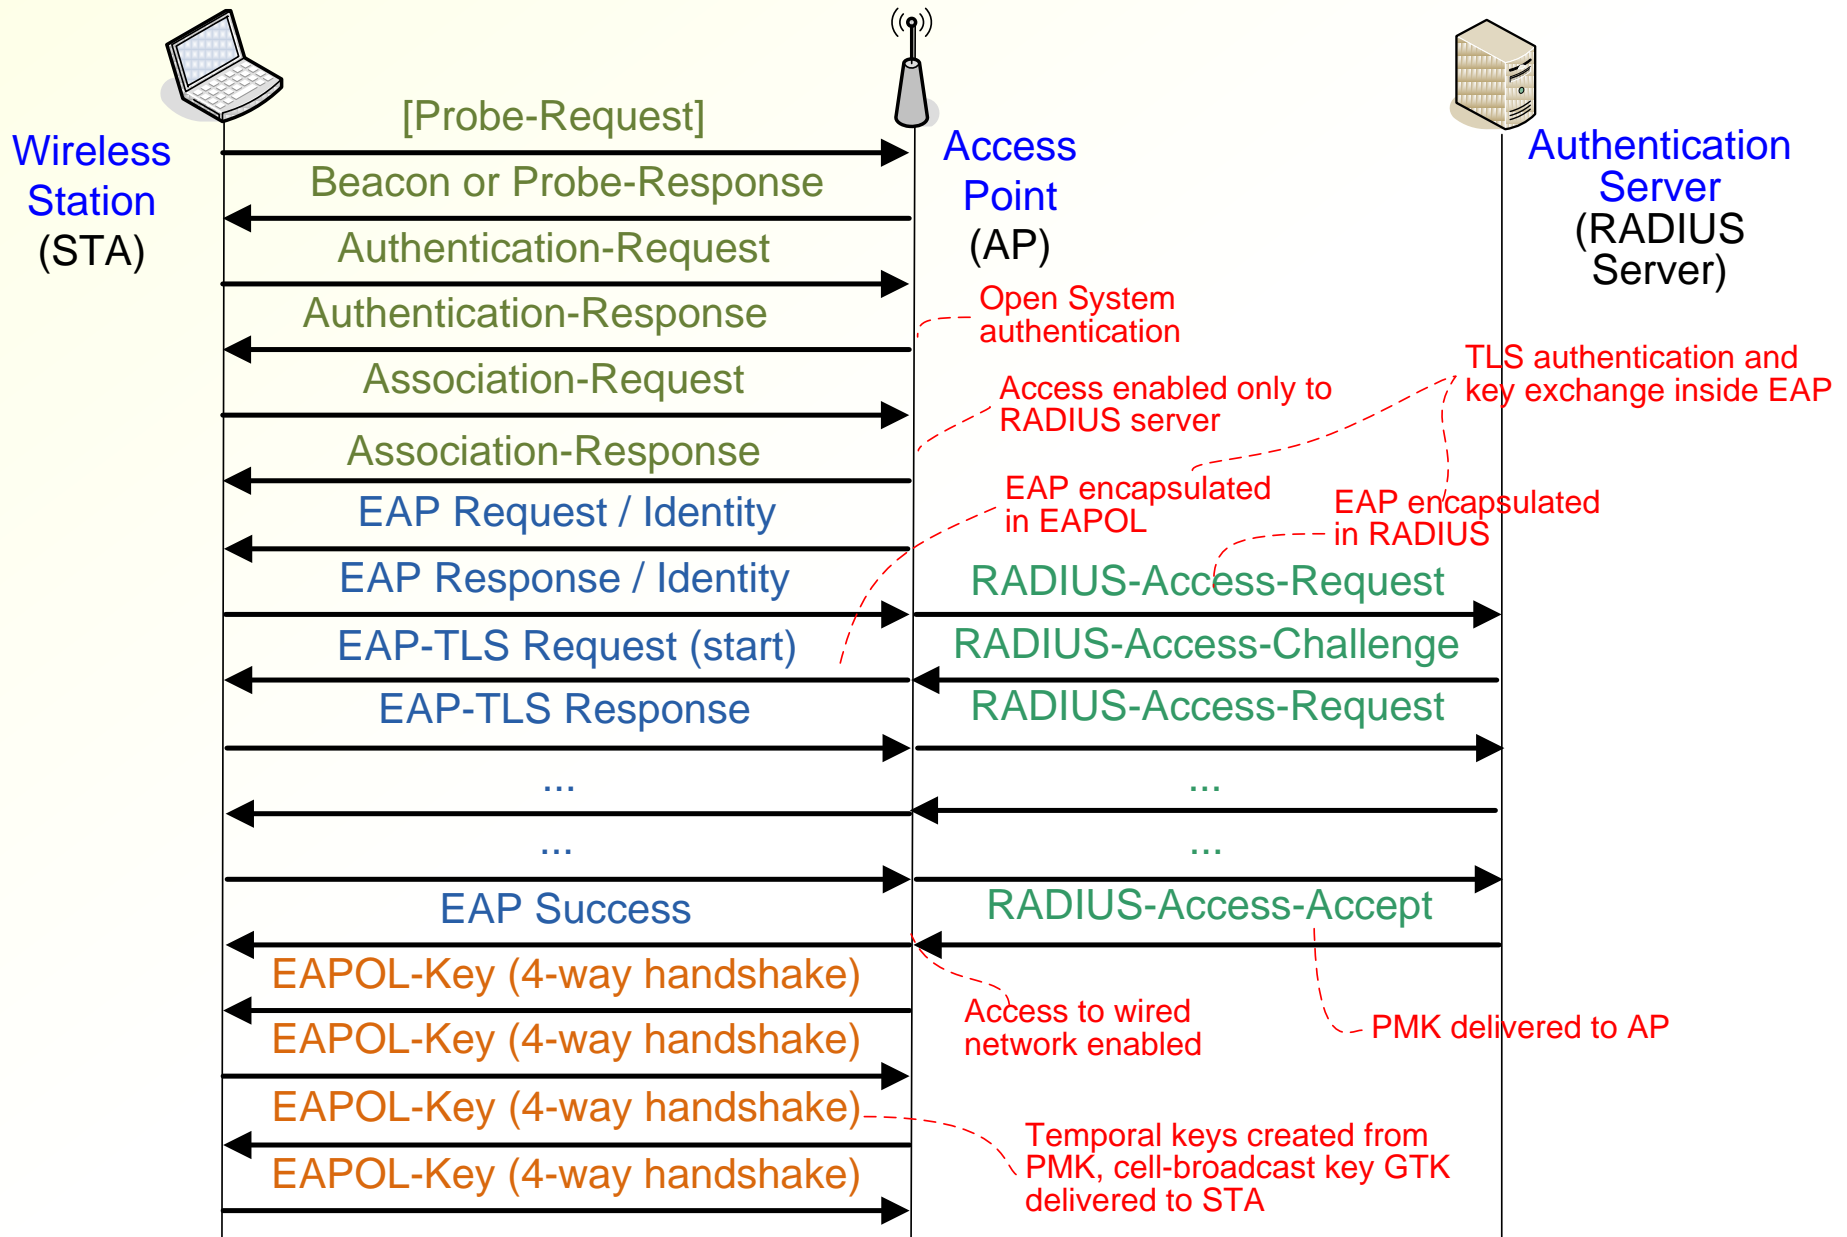 [Probe-Request]
Wireless
Station
(STA)
Access
Point
(AP)
Authentication
Server
(RADIUS
Server)
Beacon or Probe-Response
Authentication-Request
Authentication-Response
Open System
authentication
Association-Request
Access enabled only to
RADIUS server
TLS authentication and
key exchange inside EAP
Association-Response
EAP encapsulated
in EAPOL
EAP encapsulated
in RADIUS
EAP Request / Identity
EAP Response / Identity
RADIUS-Access-Request
EAP-TLS Request (start)
RADIUS-Access-Challenge
EAP-TLS Response
RADIUS-Access-Request
...
...
...
...
EAP Success
RADIUS-Access-Accept
EAPOL-Key (4-way handshake)
Access to wired
network enabled
PMK delivered to AP
EAPOL-Key (4-way handshake)
EAPOL-Key (4-way handshake)
Temporal keys created from
PMK, cell-broadcast key GTK
delivered to STA
EAPOL-Key (4-way handshake)